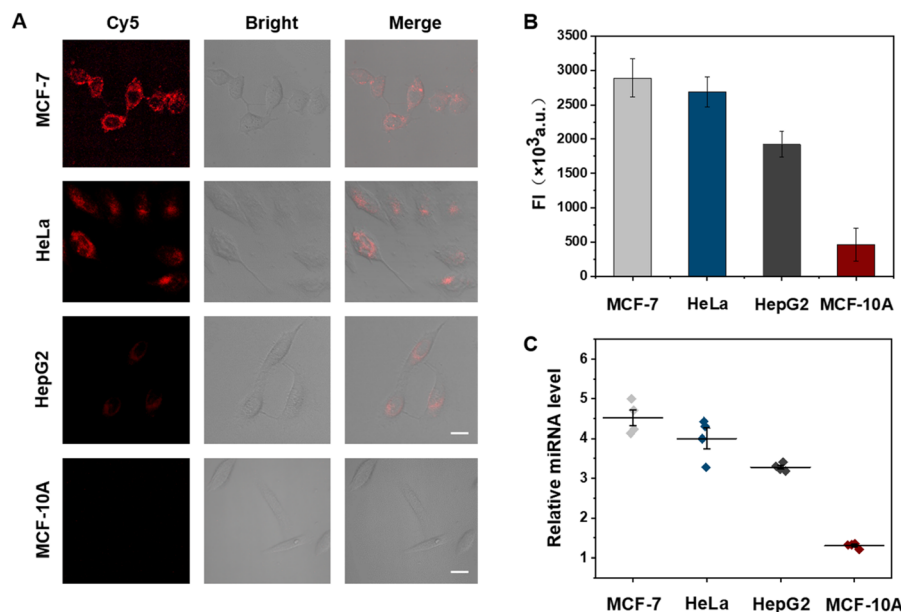 A
Cy5 Bright Merge
MCF-7
HeLa
HepG2
MCF-10A
B
FI（×10³a.u.）
3500
3000
2500
2000
1500
1000
500
0
MCF-7 HeLa HepG2 MCF-10A
C
Relative miRNA level
6
5
4
3
2
1
MCF-7 HeLa HepG2 MCF-10A